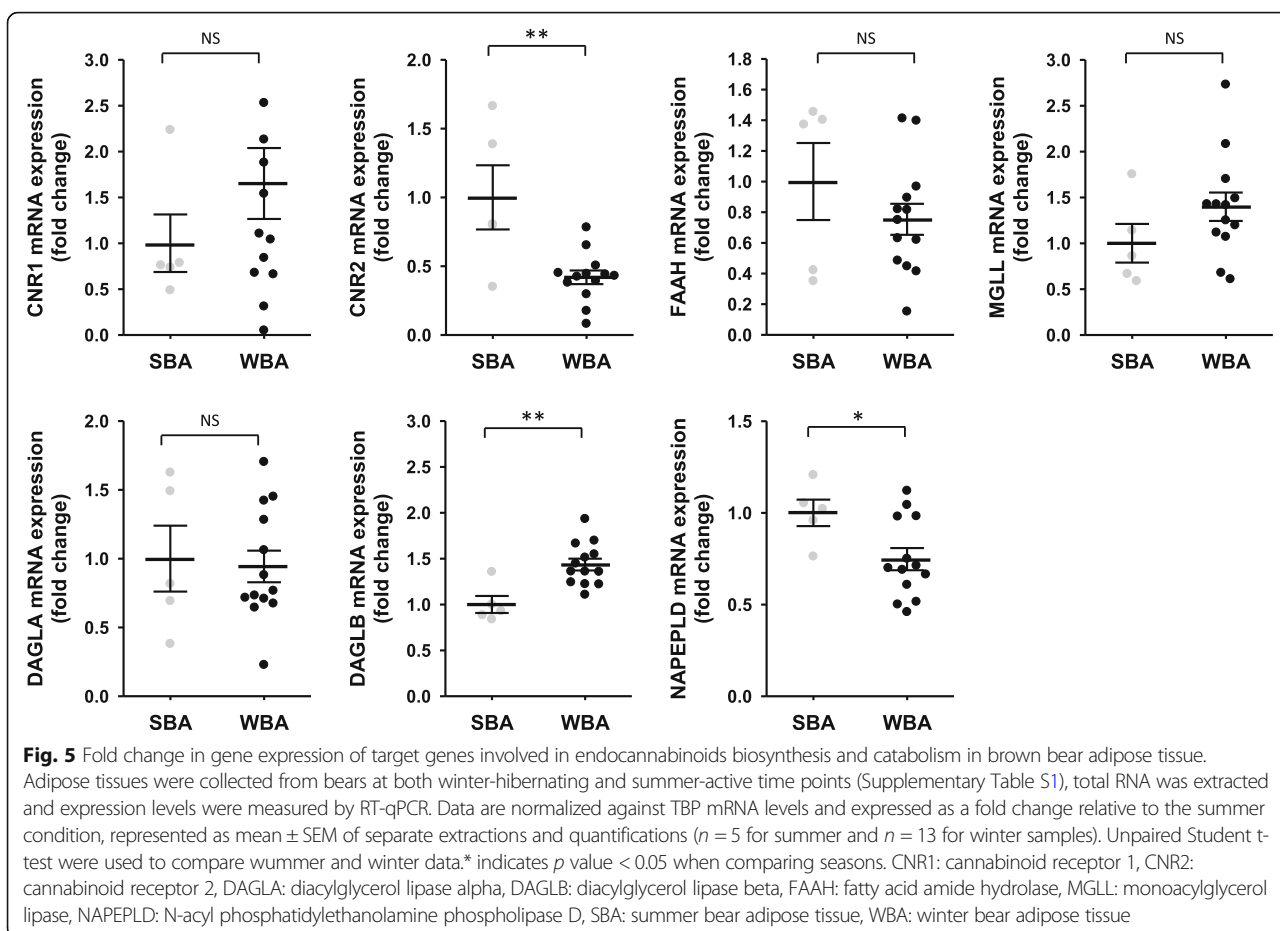 NS
CNR1 mRNA expression
(fold change)
3.0
2.5
2.0
1.5
1.0
0.5
0.0
SBA WBA
**
CNR2 mRNA expression
(fold change)
2.0
1.5
1.0
0.5
0.0
SBA WBA
NS
FAAH mRNA expression
(fold change)
1.8
1.6
1.4
1.2
1.0
0.8
0.6
0.4
0.2
0.0
SBA WBA
NS
MGLL mRNA expression
(fold change)
3.0
2.5
2.0
1.5
1.0
0.5
0.0
SBA WBA
NS
DAGLA mRNA expression
(fold change)
2.0
1.5
1.0
0.5
0.0
SBA WBA
**
DAGLB mRNA expression
(fold change)
3.0
2.5
2.0
1.5
1.0
0.5
0.0
SBA WBA
*
NAPEPLD mRNA expression
(fold change)
1.5
1.0
0.5
0.0
SBA WBA
Fig. 5 Fold change in gene expression of target genes involved in endocannabinoids biosynthesis and catabolism in brown bear adipose tissue.
Adipose tissues were collected from bears at both winter-hibernating and summer-active time points (Supplementary Table S1), total RNA was extracted
and expression levels were measured by RT-qPCR. Data are normalized against TBP mRNA levels and expressed as a fold change relative to the summer
condition, represented as mean ± SEM of separate extractions and quantifications (n = 5 for summer and n = 13 for winter samples). Unpaired Student t-
test were used to compare wummer and winter data.* indicates p value < 0.05 when comparing seasons. CNR1: cannabinoid receptor 1, CNR2:
cannabinoid receptor 2, DAGLA: diacylglycerol lipase alpha, DAGLB: diacylglycerol lipase beta, FAAH: fatty acid amide hydrolase, MGLL: monoacylglycerol
lipase, NAPEPLD: N-acyl phosphatidylethanolamine phospholipase D, SBA: summer bear adipose tissue, WBA: winter bear adipose tissue